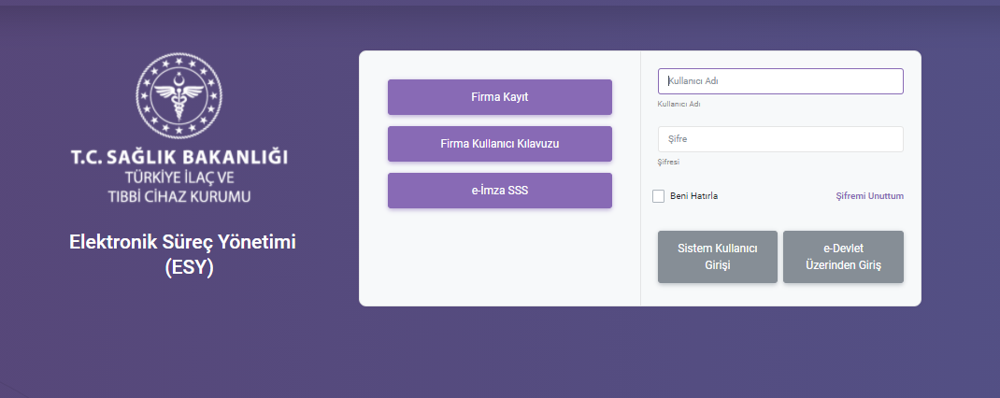 T.C. SAĞLIK BAKANLIĞI
TÜRKİYE İLAÇ VE
TIBBİ CİHAZ KURUMU
Elektronik Süreç Yönetimi
(ESY)
Firma Kayıt
Firma Kullanıcı Kılavuzu
e-İmza SSS
Kullanıcı Adı
Kullanıcı Adı
Şifre
Şifresi
Beni Hatırla
Şifremi Unuttum
Sistem Kullanıcı
Girişi
e-Devlet
Üzerinden Giriş